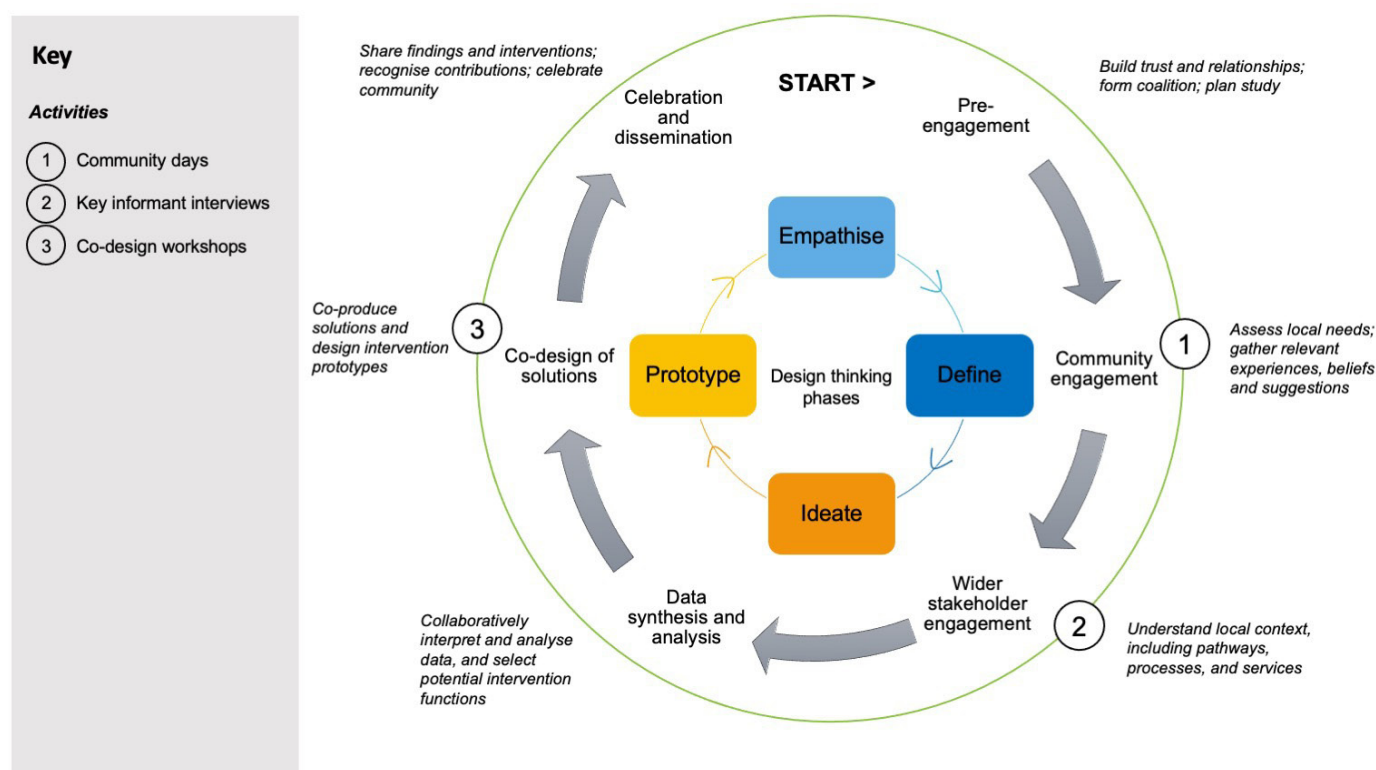 Key
Activities
1 Community days
2 Key informant interviews
3 Co-design workshops
START >
Pre-
engagement
Build trust and relationships;
form coalition; plan study
Community
engagement
1
Assess local needs;
gather relevant
experiences, beliefs
and suggestions
Wider
stakeholder
engagement
2
Understand local context,
including pathways,
processes, and services
Data
synthesis and
analysis
Collaboratively
interpret and analyse
data, and select
potential intervention
functions
Co-design of
solutions
3
Co-produce
solutions and
design intervention
prototypes
Celebration
and
dissemination
Share findings and interventions;
recognise contributions; celebrate
community
Design thinking
phases
Empathise
Define
Ideate
Prototype